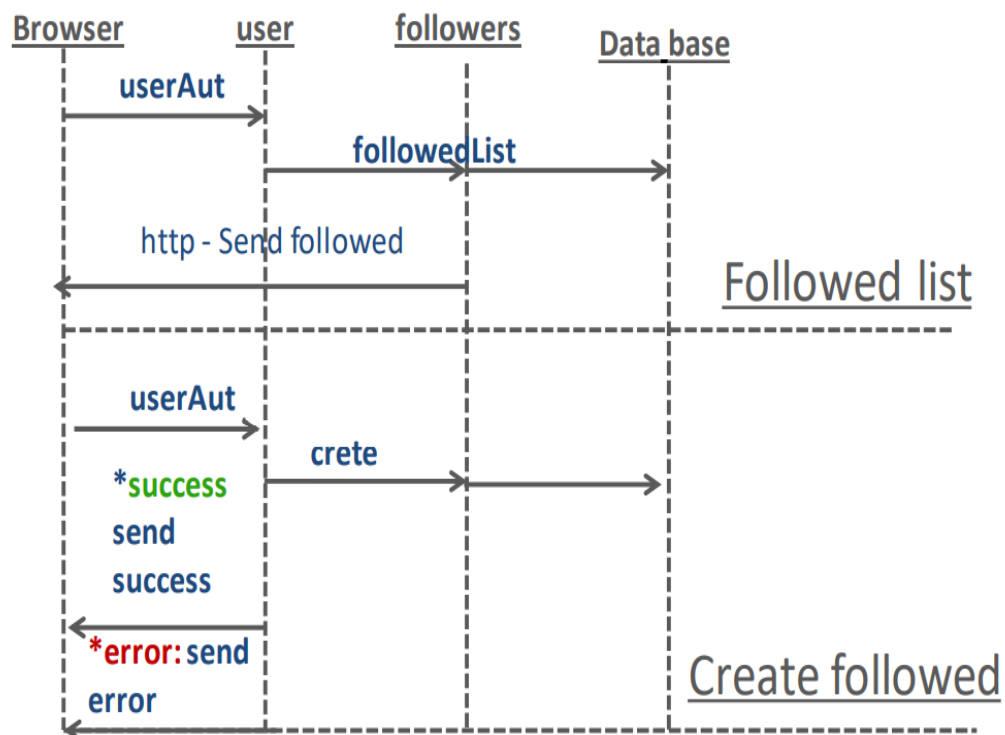 Browser
user
followers
Data base
userAut
followedList
http - Send followed
Followed list
userAut
crete
*success
send
success
*error: send
error
Create followed